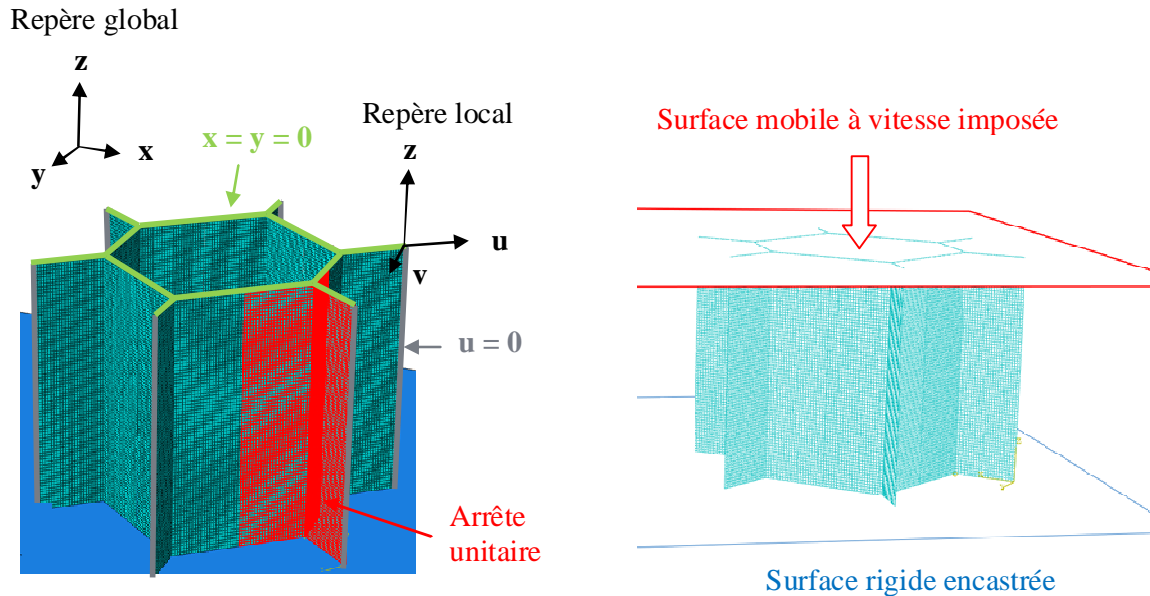 Repère global
z
y
x
x = y = 0
Repère local
z
u
v
u = 0
Arrête
unitaire
Surface mobile à vitesse imposée
Surface rigide encastrée